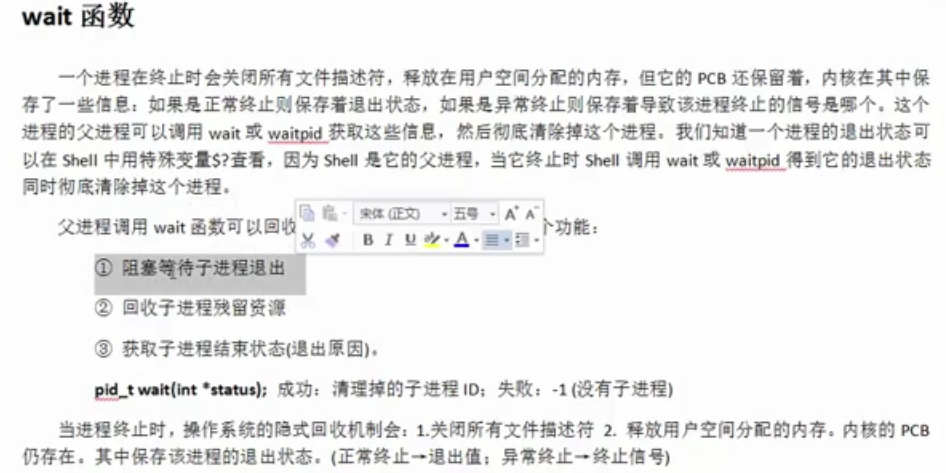 wait 函数
一个进程在终止时会关闭所有文件描述符，释放在用户空间分配的内存，但它的 PCB 还保留着，内核在其中保
存了一些信息：如果是正常终止则保存着退出状态，如果是异常终止则保存着导致该进程终止的信号是哪个。这个
进程的父进程可以调用 wait 或 waitpid 获取这些信息，然后彻底清除掉这个进程。我们知道一个进程的退出状态可
以在 Shell 中用特殊变量$?查看，因为 Shell 是它的父进程，当它终止时 Shell 调用 wait 或 waitpid 得到它的退出状态
同时彻底清除掉这个进程。
宋体 (正文) 五号 A A
父进程调用 wait 函数可以回收 个功能：
B I U A
① 阻塞等待子进程退出
② 回收子进程残留资源
③ 获取子进程结束状态(退出原因)。
pid_t wait(int *status); 成功：清理掉的子进程 ID；失败：-1 (没有子进程)
当进程终止时，操作系统的隐式回收机制会：1.关闭所有文件描述符 2. 释放用户空间分配的内存。内核的 PCB
仍存在。其中保存该进程的退出状态。(正常终止→退出值；异常终止→终止信号)